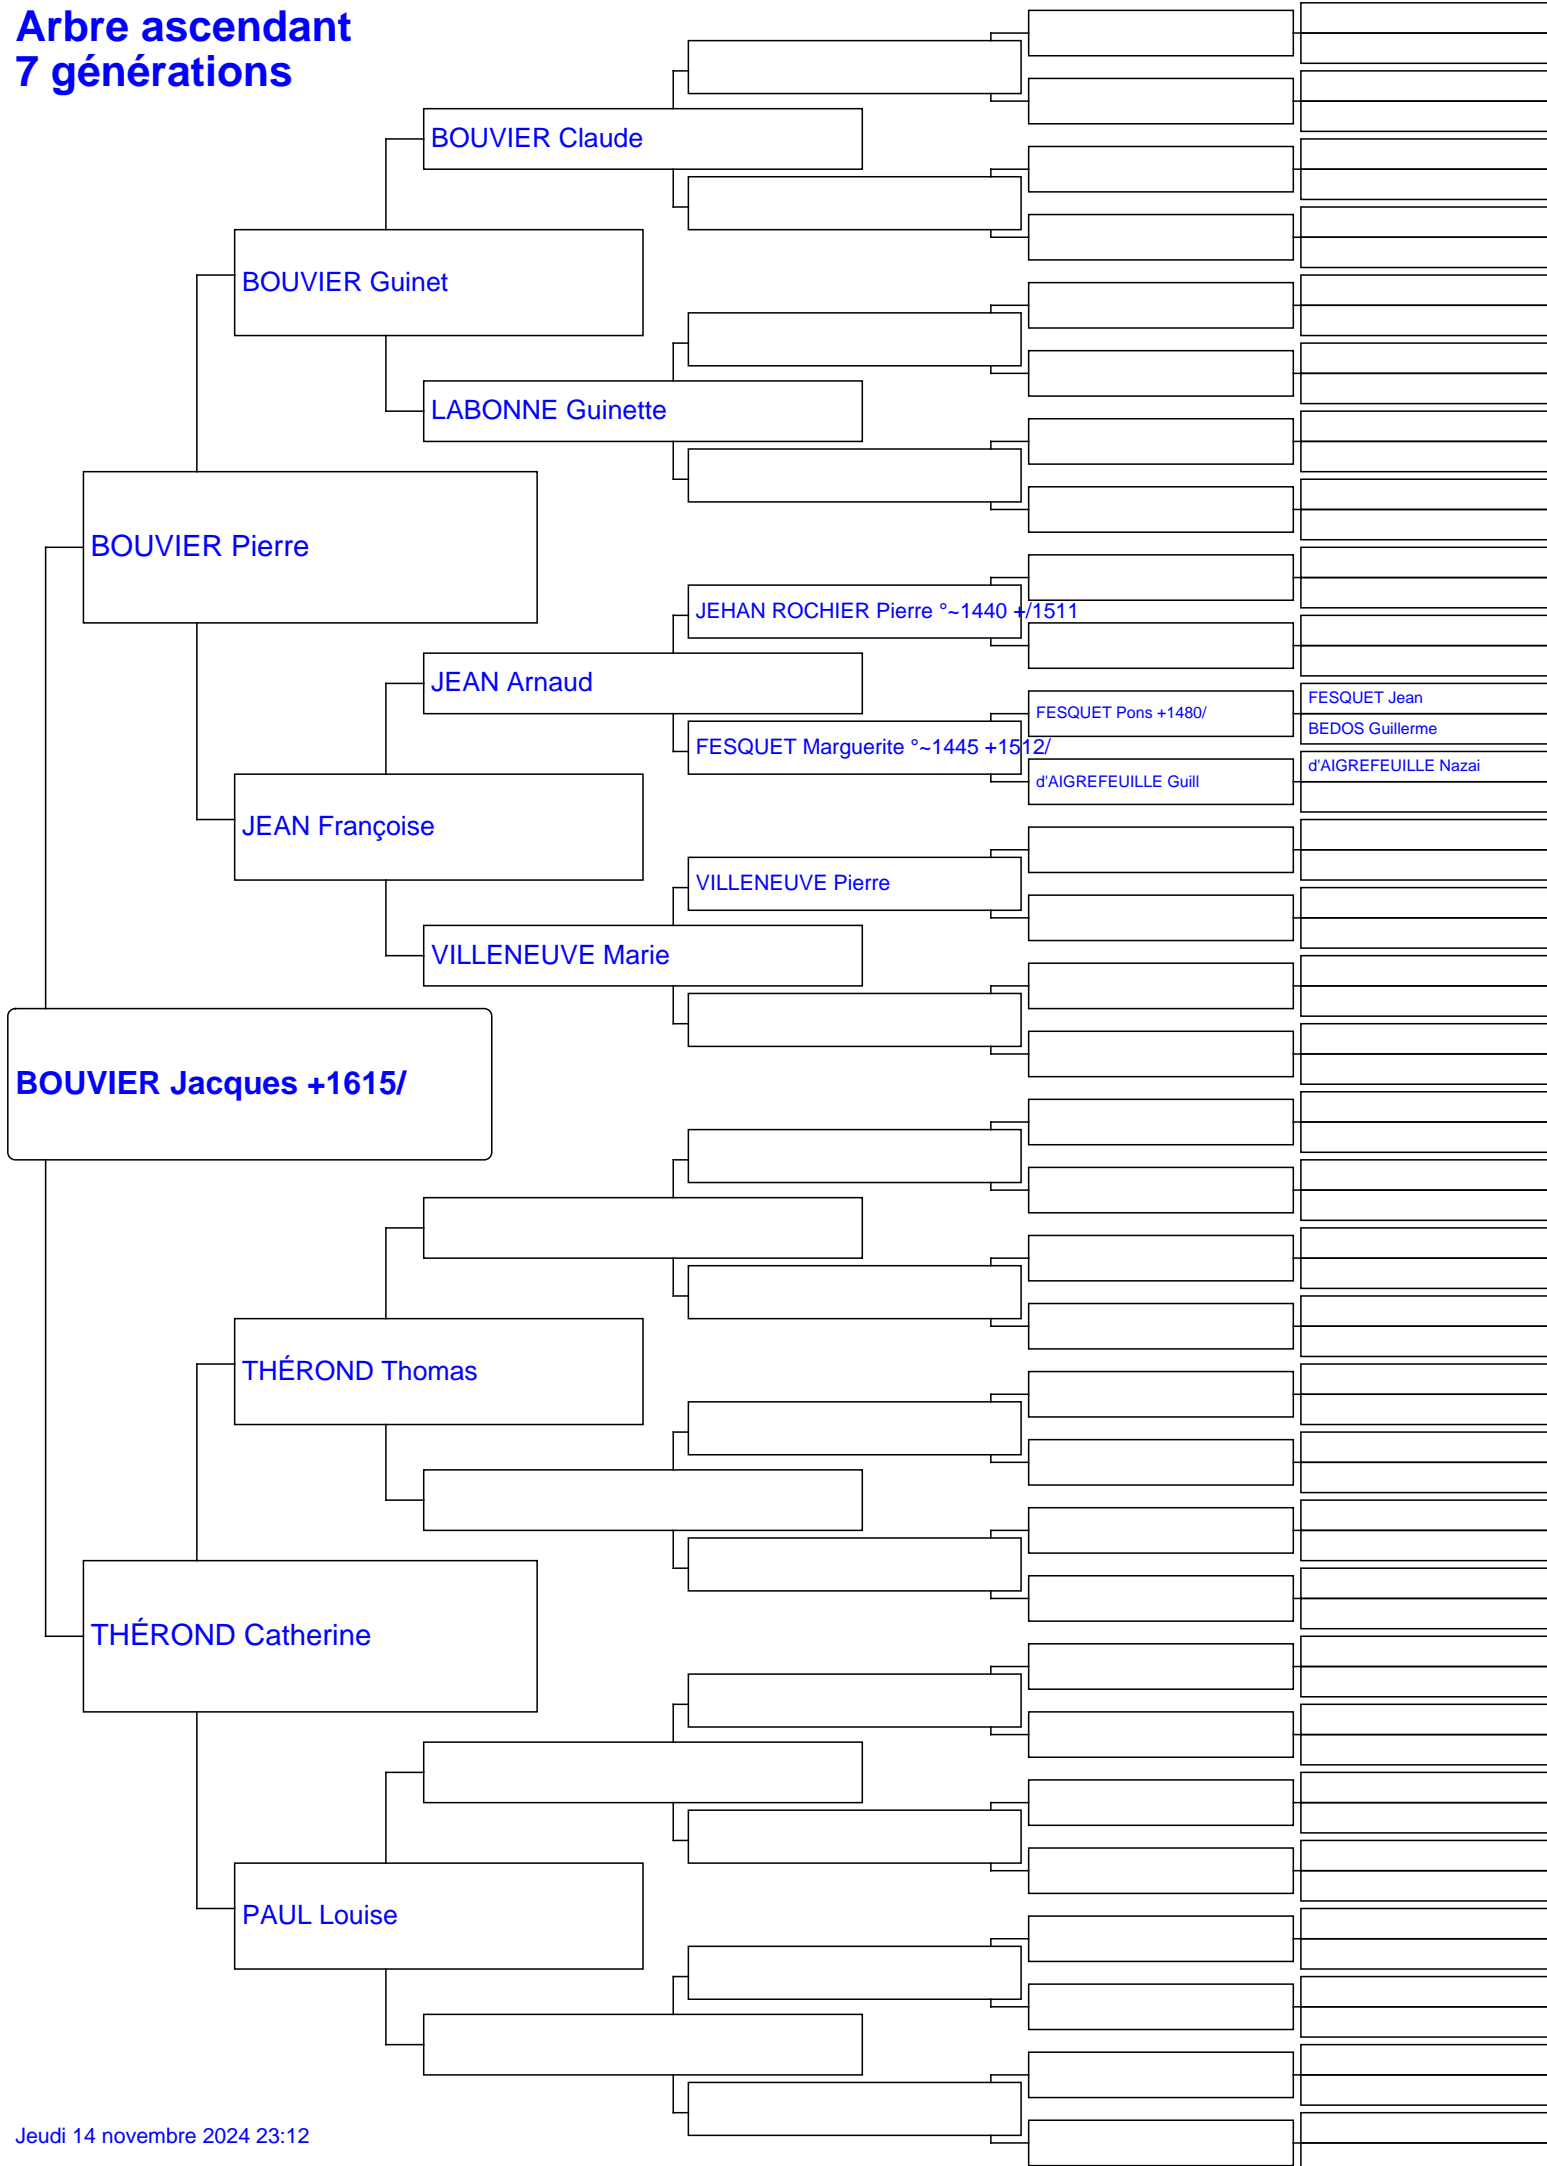 Arbre ascendant
7 générations
BOUVIER Claude
BOUVIER Guinet
LABONNE Guinette
BOUVIER Pierre
JEHAN ROCHIER Pierre °~1440 +/1511
JEAN Arnaud
FESQUET Jean
FESQUET Pons +1480/
BEDOS Guillerme
FESQUET Marguerite °~1445 +1512/
d'AIGREFEUILLE Nazai
d'AIGREFEUILLE Guill
JEAN Françoise
VILLENEUVE Pierre
VILLENEUVE Marie
BOUVIER Jacques +1615/
THÉROND Thomas
THÉROND Catherine
PAUL Louise
Jeudi 14 novembre 2024 23:12